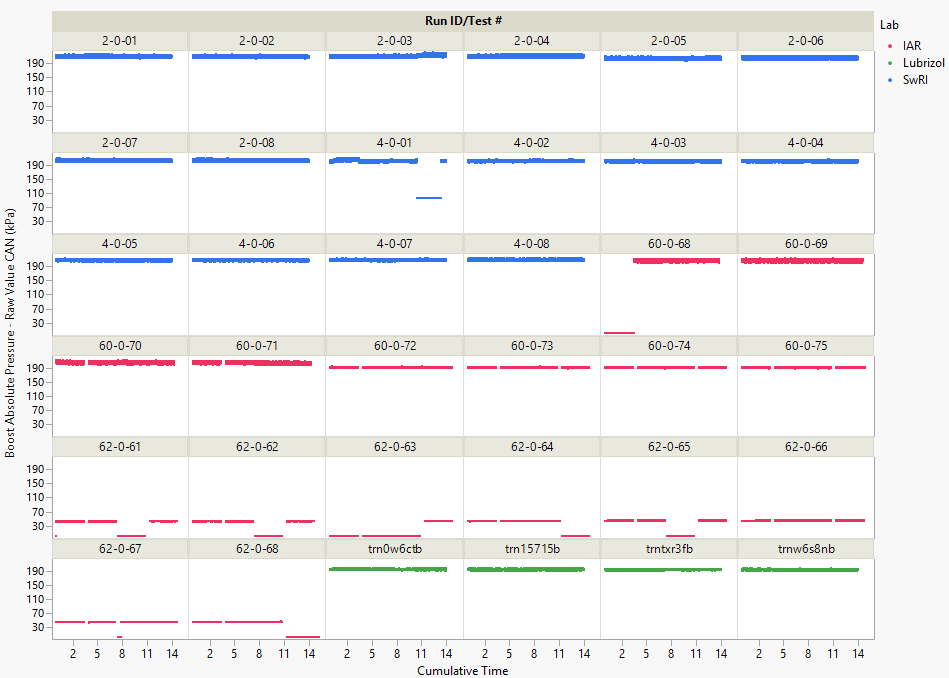 Run ID/Test #
Lab
IAR
Lubrizol
SwRI
2-0-01 2-0-02 2-0-03 2-0-04 2-0-05 2-0-06
190
150
110
70
30
2-0-07 2-0-08 4-0-01 4-0-02 4-0-03 4-0-04
190
150
110
70
30
4-0-05 4-0-06 4-0-07 4-0-08 60-0-68 60-0-69
190
150
110
70
30
60-0-70 60-0-71 60-0-72 60-0-73 60-0-74 60-0-75
190
150
110
70
30
62-0-61 62-0-62 62-0-63 62-0-64 62-0-65 62-0-66
190
150
110
70
30
62-0-67 62-0-68 trn0w6ctb trn15715b trntxr3fb trnw6s8nb
190
150
110
70
30
Boost Absolute Pressure - Raw Value CAN (kPa)
2 5 8 11 14 2 5 8 11 14 2 5 8 11 14 2 5 8 11 14 2 5 8 11 14 2 5 8 11 14
Cumulative Time